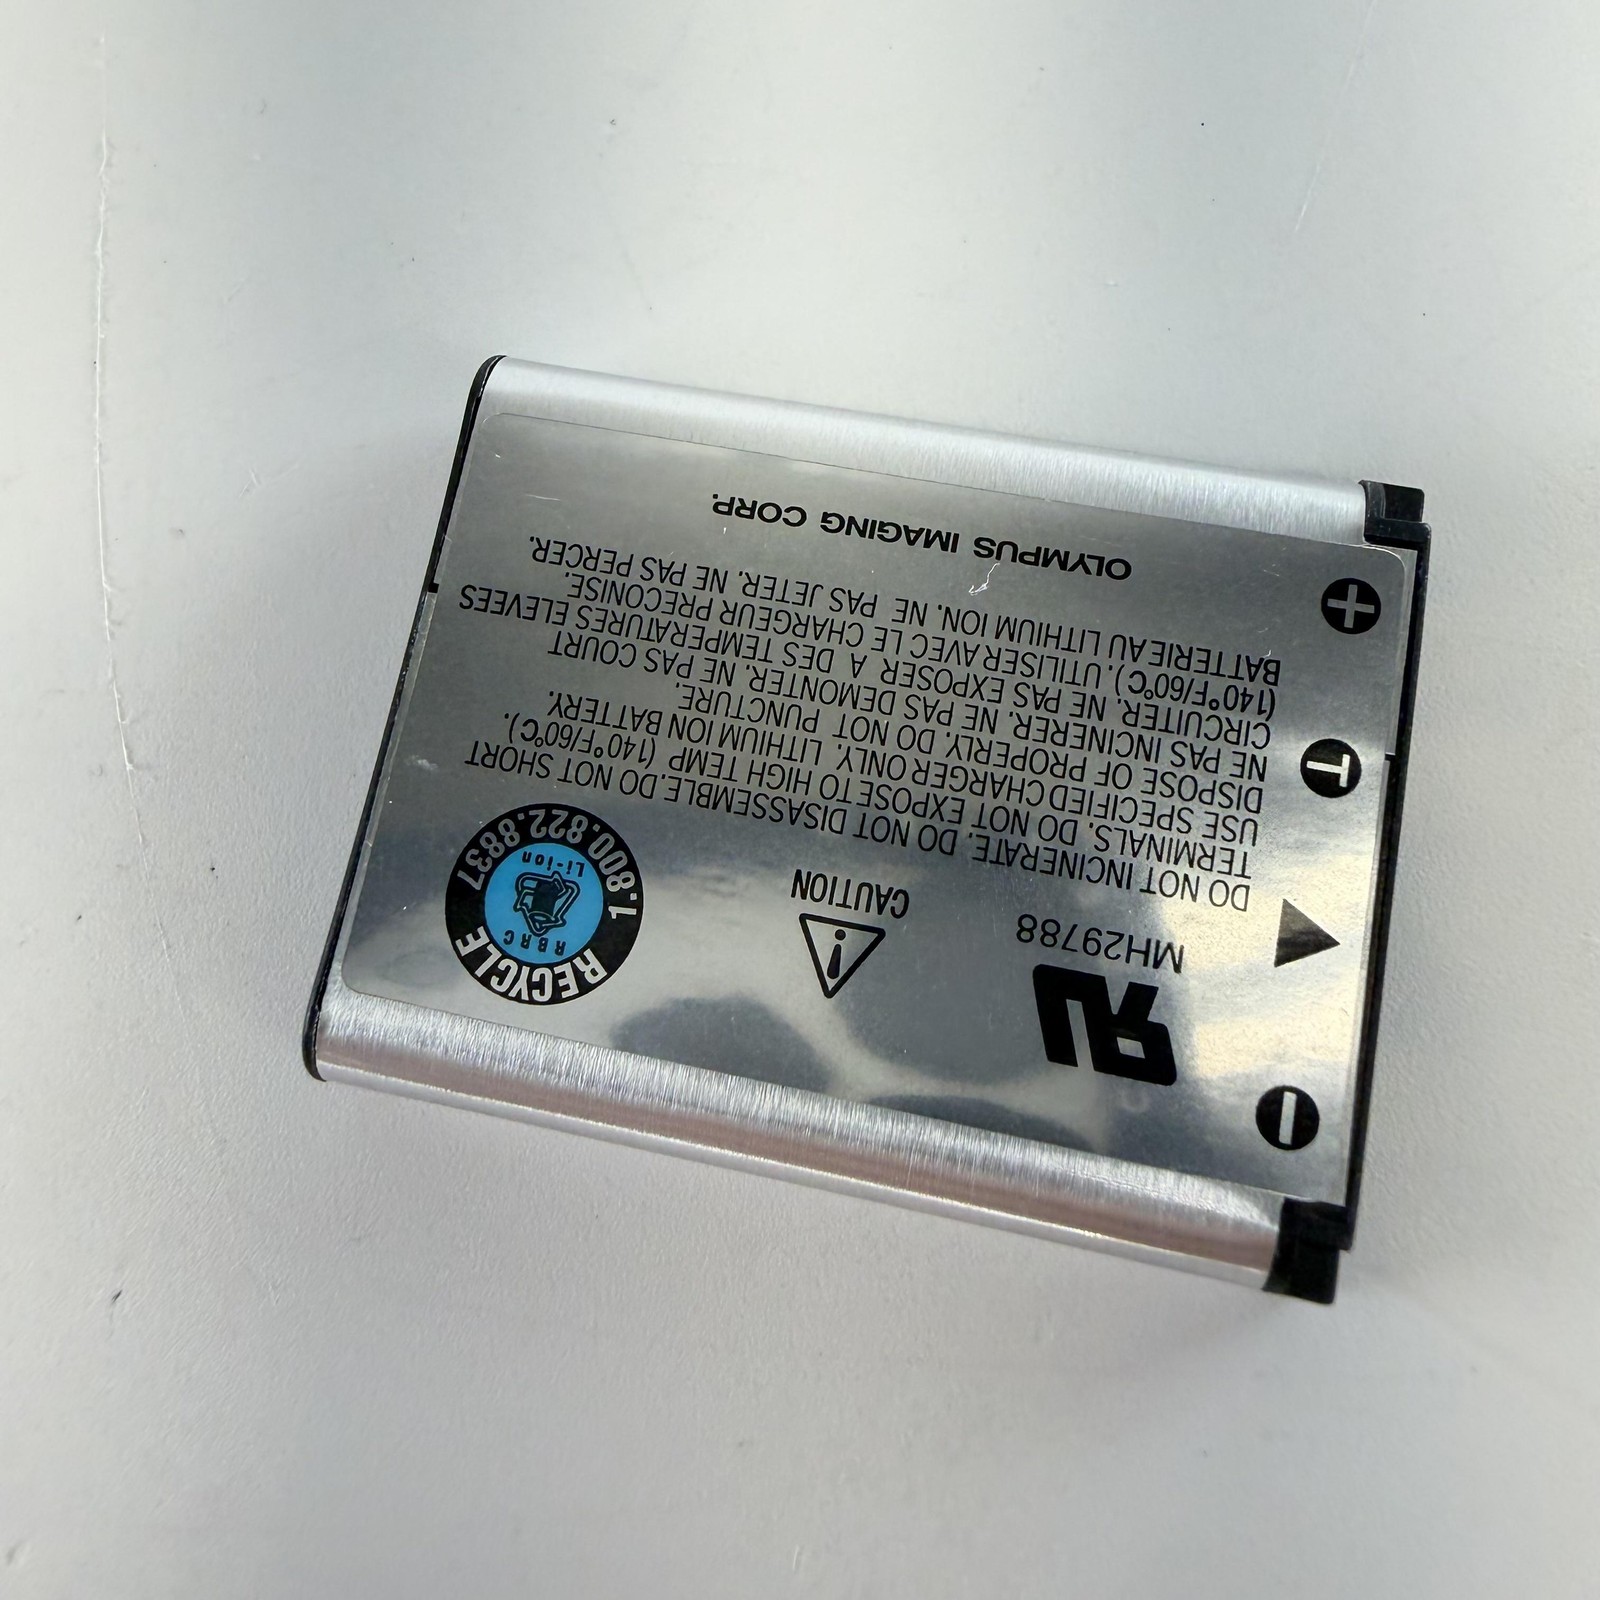 −
RU
MH29788
CAUTION
RECYCLE
RBRC
Li-ion
1.800.822.8837
DO NOT INCINERATE. DO NOT DISASSEMBLE. DO NOT SHORT
TERMINALS. DO NOT EXPOSE TO HIGH TEMP (140°F/60°C).
USE SPECIFIED CHARGER ONLY. LITHIUM ION BATTERY.
DISPOSE OF PROPERLY. DO NOT PUNCTURE.
NE PAS INCINERER. NE PAS DEMONTER. NE PAS COURT
CIRCUITER. NE PAS EXPOSER A DES TEMPERATURES ELEVEES
(140°F/60°C). UTILISER AVEC LE CHARGEUR PRECONISE.
BATTERIE AU LITHIUM ION. NE PAS JETER. NE PAS PERCER.
T
+
OLYMPUS IMAGING CORP.